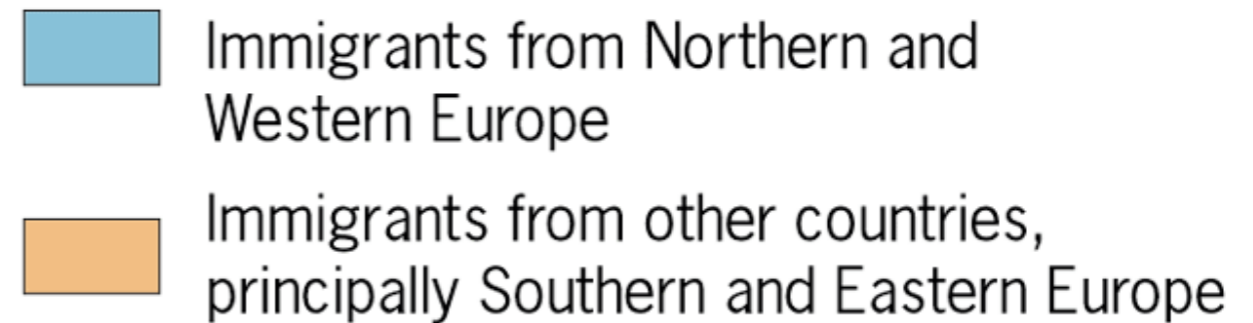 Immigrants from Northern and
Western Europe
Immigrants from other countries,
principally Southern and Eastern Europe